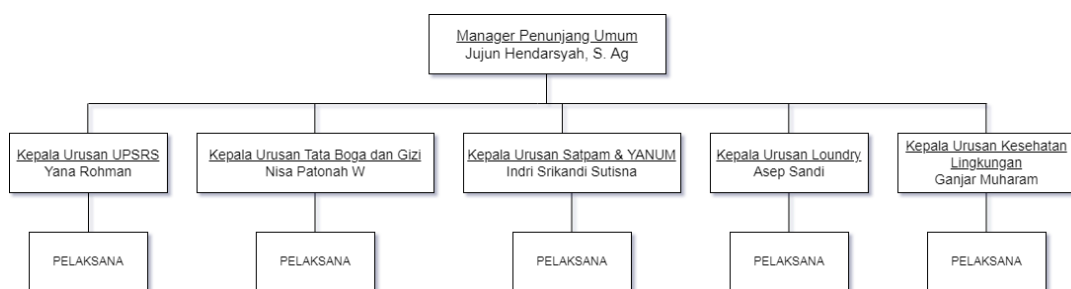 Manager Penunjang Umum
Jujun Hendarsyah, S. Ag
Kepala Urusan UPSRS
Yana Rohman
Kepala Urusan Tata Boga dan Gizi
Nisa Patonah W
Kepala Urusan Satpam & YANUM
Indri Srikandi Sutisna
Kepala Urusan Loundry
Asep Sandi
Kepala Urusan Kesehatan
Lingkungan
Ganjar Muharam
PELAKSANA
PELAKSANA
PELAKSANA
PELAKSANA
PELAKSANA